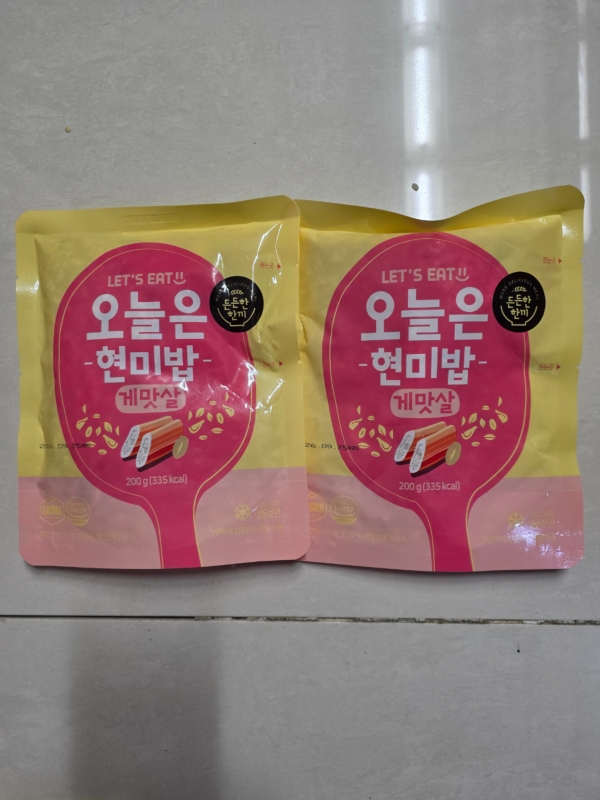 LET'S EAT
오늘은
-현미밥-
게맛살
든든한
한끼
200 g (335 kcal)
LET'S EAT
오늘은
-현미밥-
게맛살
든든한
한끼
200 g (335 kcal)